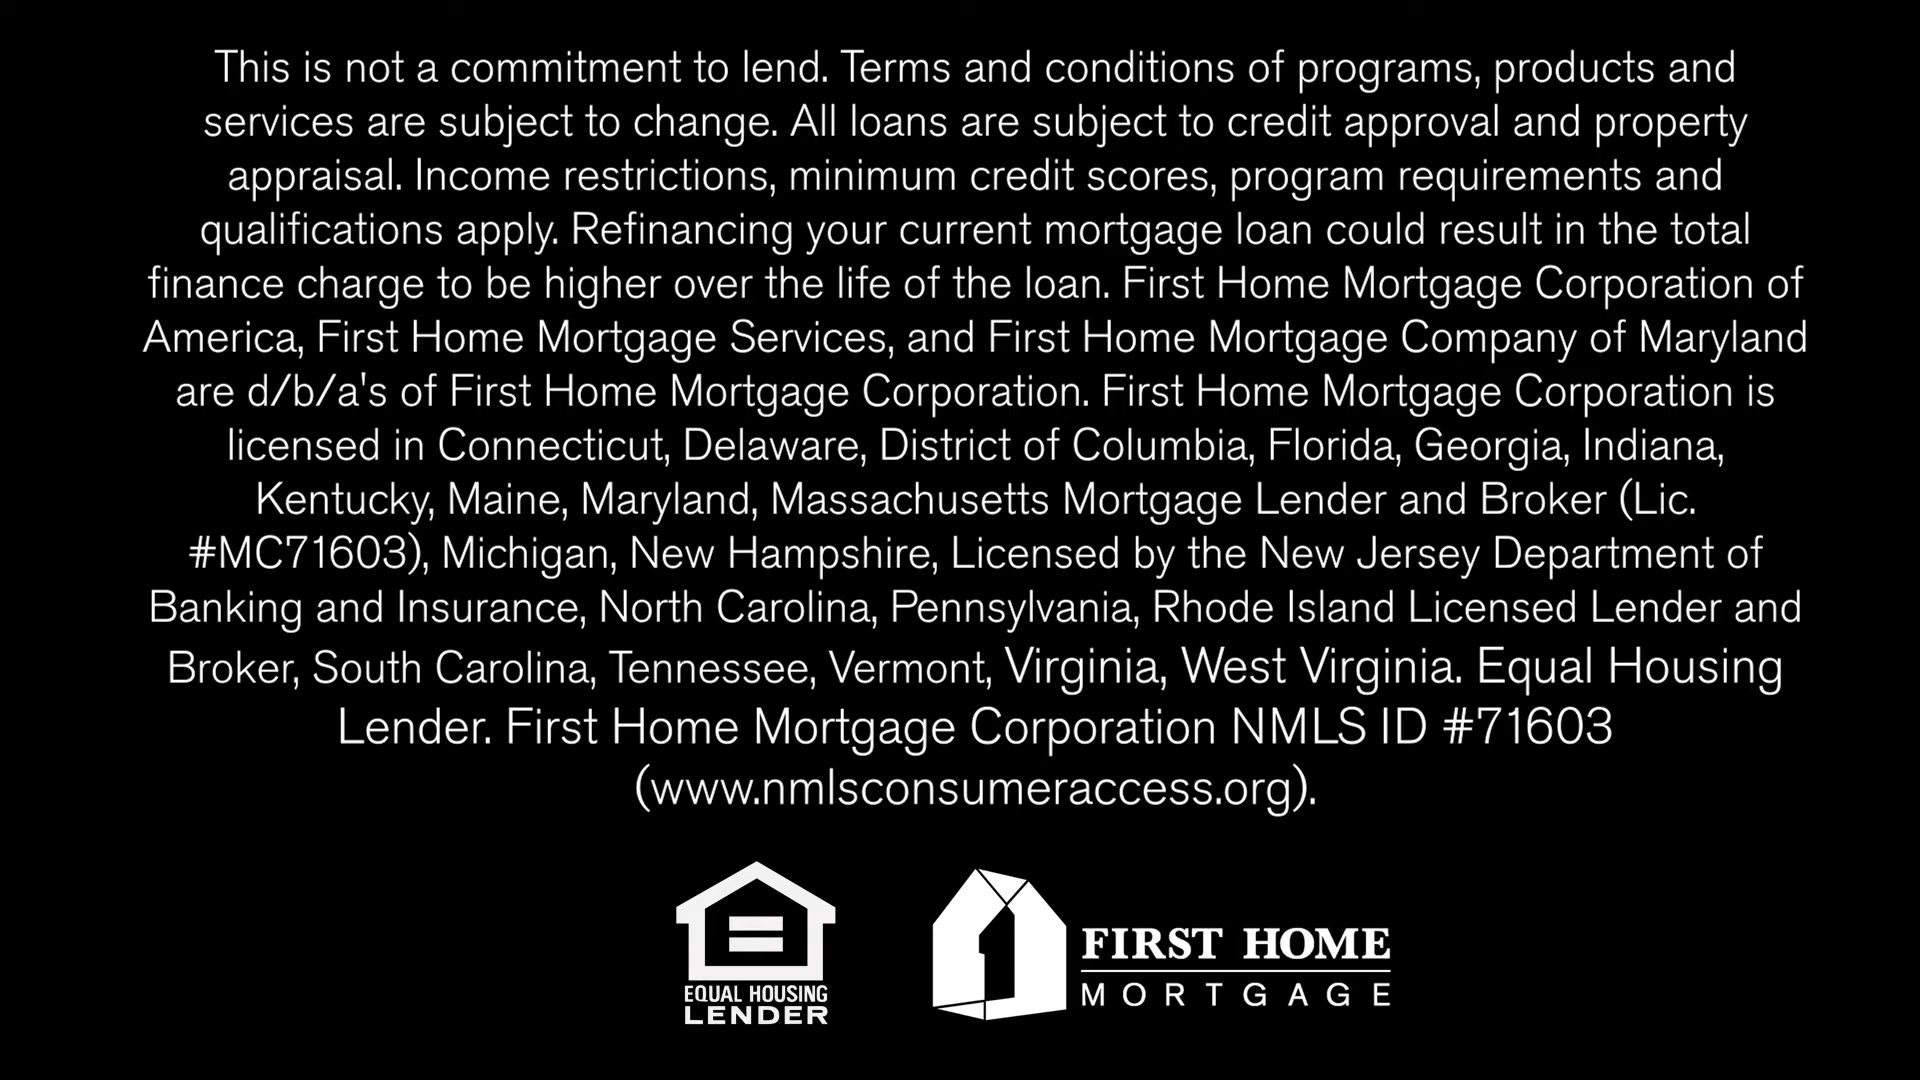 This is not a commitment to lend. Terms and conditions of programs, products and
services are subject to change. All loans are subject to credit approval and property
appraisal. Income restrictions, minimum credit scores, program requirements and
qualifications apply. Refinancing your current mortgage loan could result in the total
finance charge to be higher over the life of the loan. First Home Mortgage Corporation of
America, First Home Mortgage Services, and First Home Mortgage Company of Maryland
are d/b/a's of First Home Mortgage Corporation. First Home Mortgage Corporation is
licensed in Connecticut, Delaware, District of Columbia, Florida, Georgia, Indiana,
Kentucky, Maine, Maryland, Massachusetts Mortgage Lender and Broker (Lic.
#MC71603), Michigan, New Hampshire, Licensed by the New Jersey Department of
Banking and Insurance, North Carolina, Pennsylvania, Rhode Island Licensed Lender and
Broker, South Carolina, Tennessee, Vermont, Virginia, West Virginia. Equal Housing
Lender. First Home Mortgage Corporation NMLS ID #71603
(www.nmlsconsumeraccess.org).
EQUAL HOUSING
LENDER
1
FIRST HOME
MORTGAGE